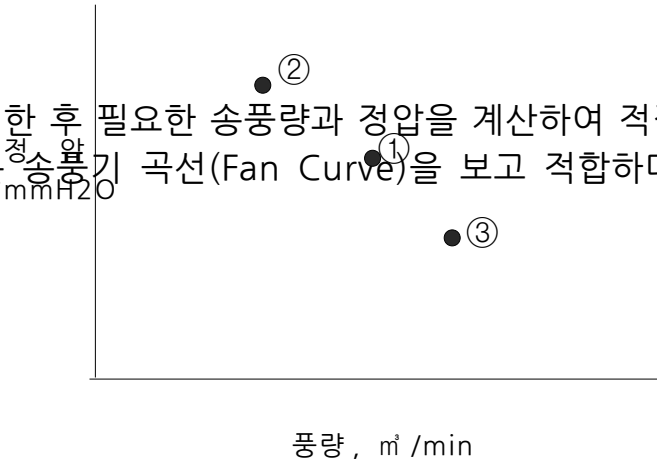 ②
한 후 필요한 송풍량과 정압을 계산하여
정 압
①
송풍기 곡선(Fan Curve)을 보고 적합하
mmH2O
③
풍량, ㎥/min